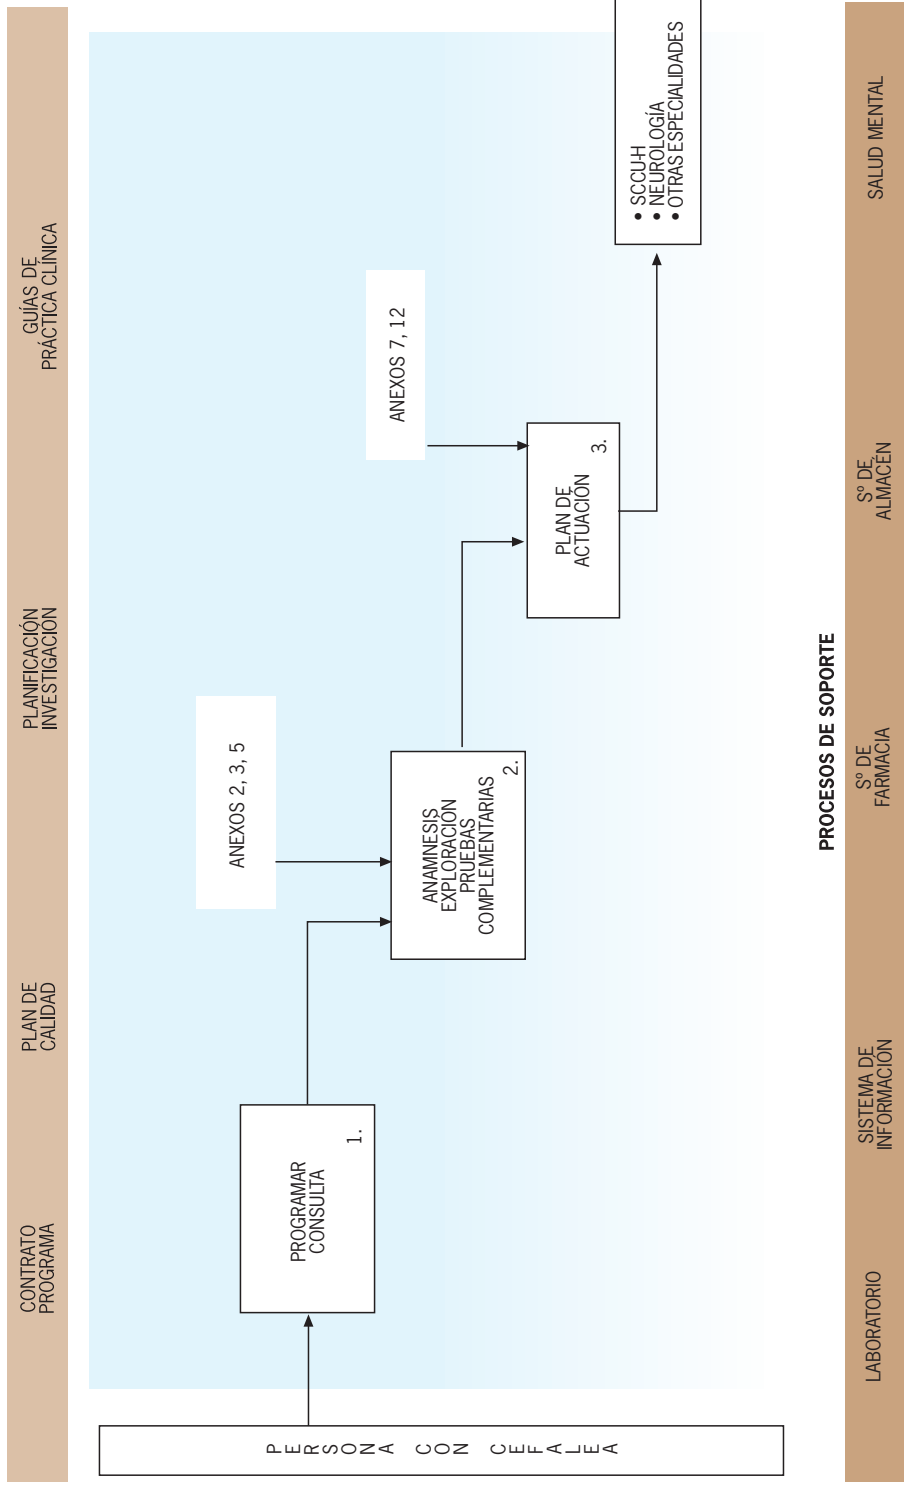 CONTRATO
PROGRAMA
PLAN DE
CALIDAD
PLANIFICACIÓN
INVESTIGACIÓN
GUÍAS DE
PRÁCTICA CLÍNICA
PERSONA CON CEFALEA
PROGRAMAR
CONSULTA
1.
ANEXOS 2, 3, 5
ANAMNESIS
EXPLORACIÓN
PRUEBAS
COMPLEMENTARIAS
2.
ANEXOS 7, 12
PLAN DE
ACTUACIÓN
3.
• SCCU-H
• NEUROLOGÍA
• OTRAS ESPECIALIDADES
PROCESOS DE SOPORTE
LABORATORIO
SISTEMA DE
INFORMACIÓN
Sº DE
FARMACIA
Sº DE
ALMACÉN
SALUD MENTAL